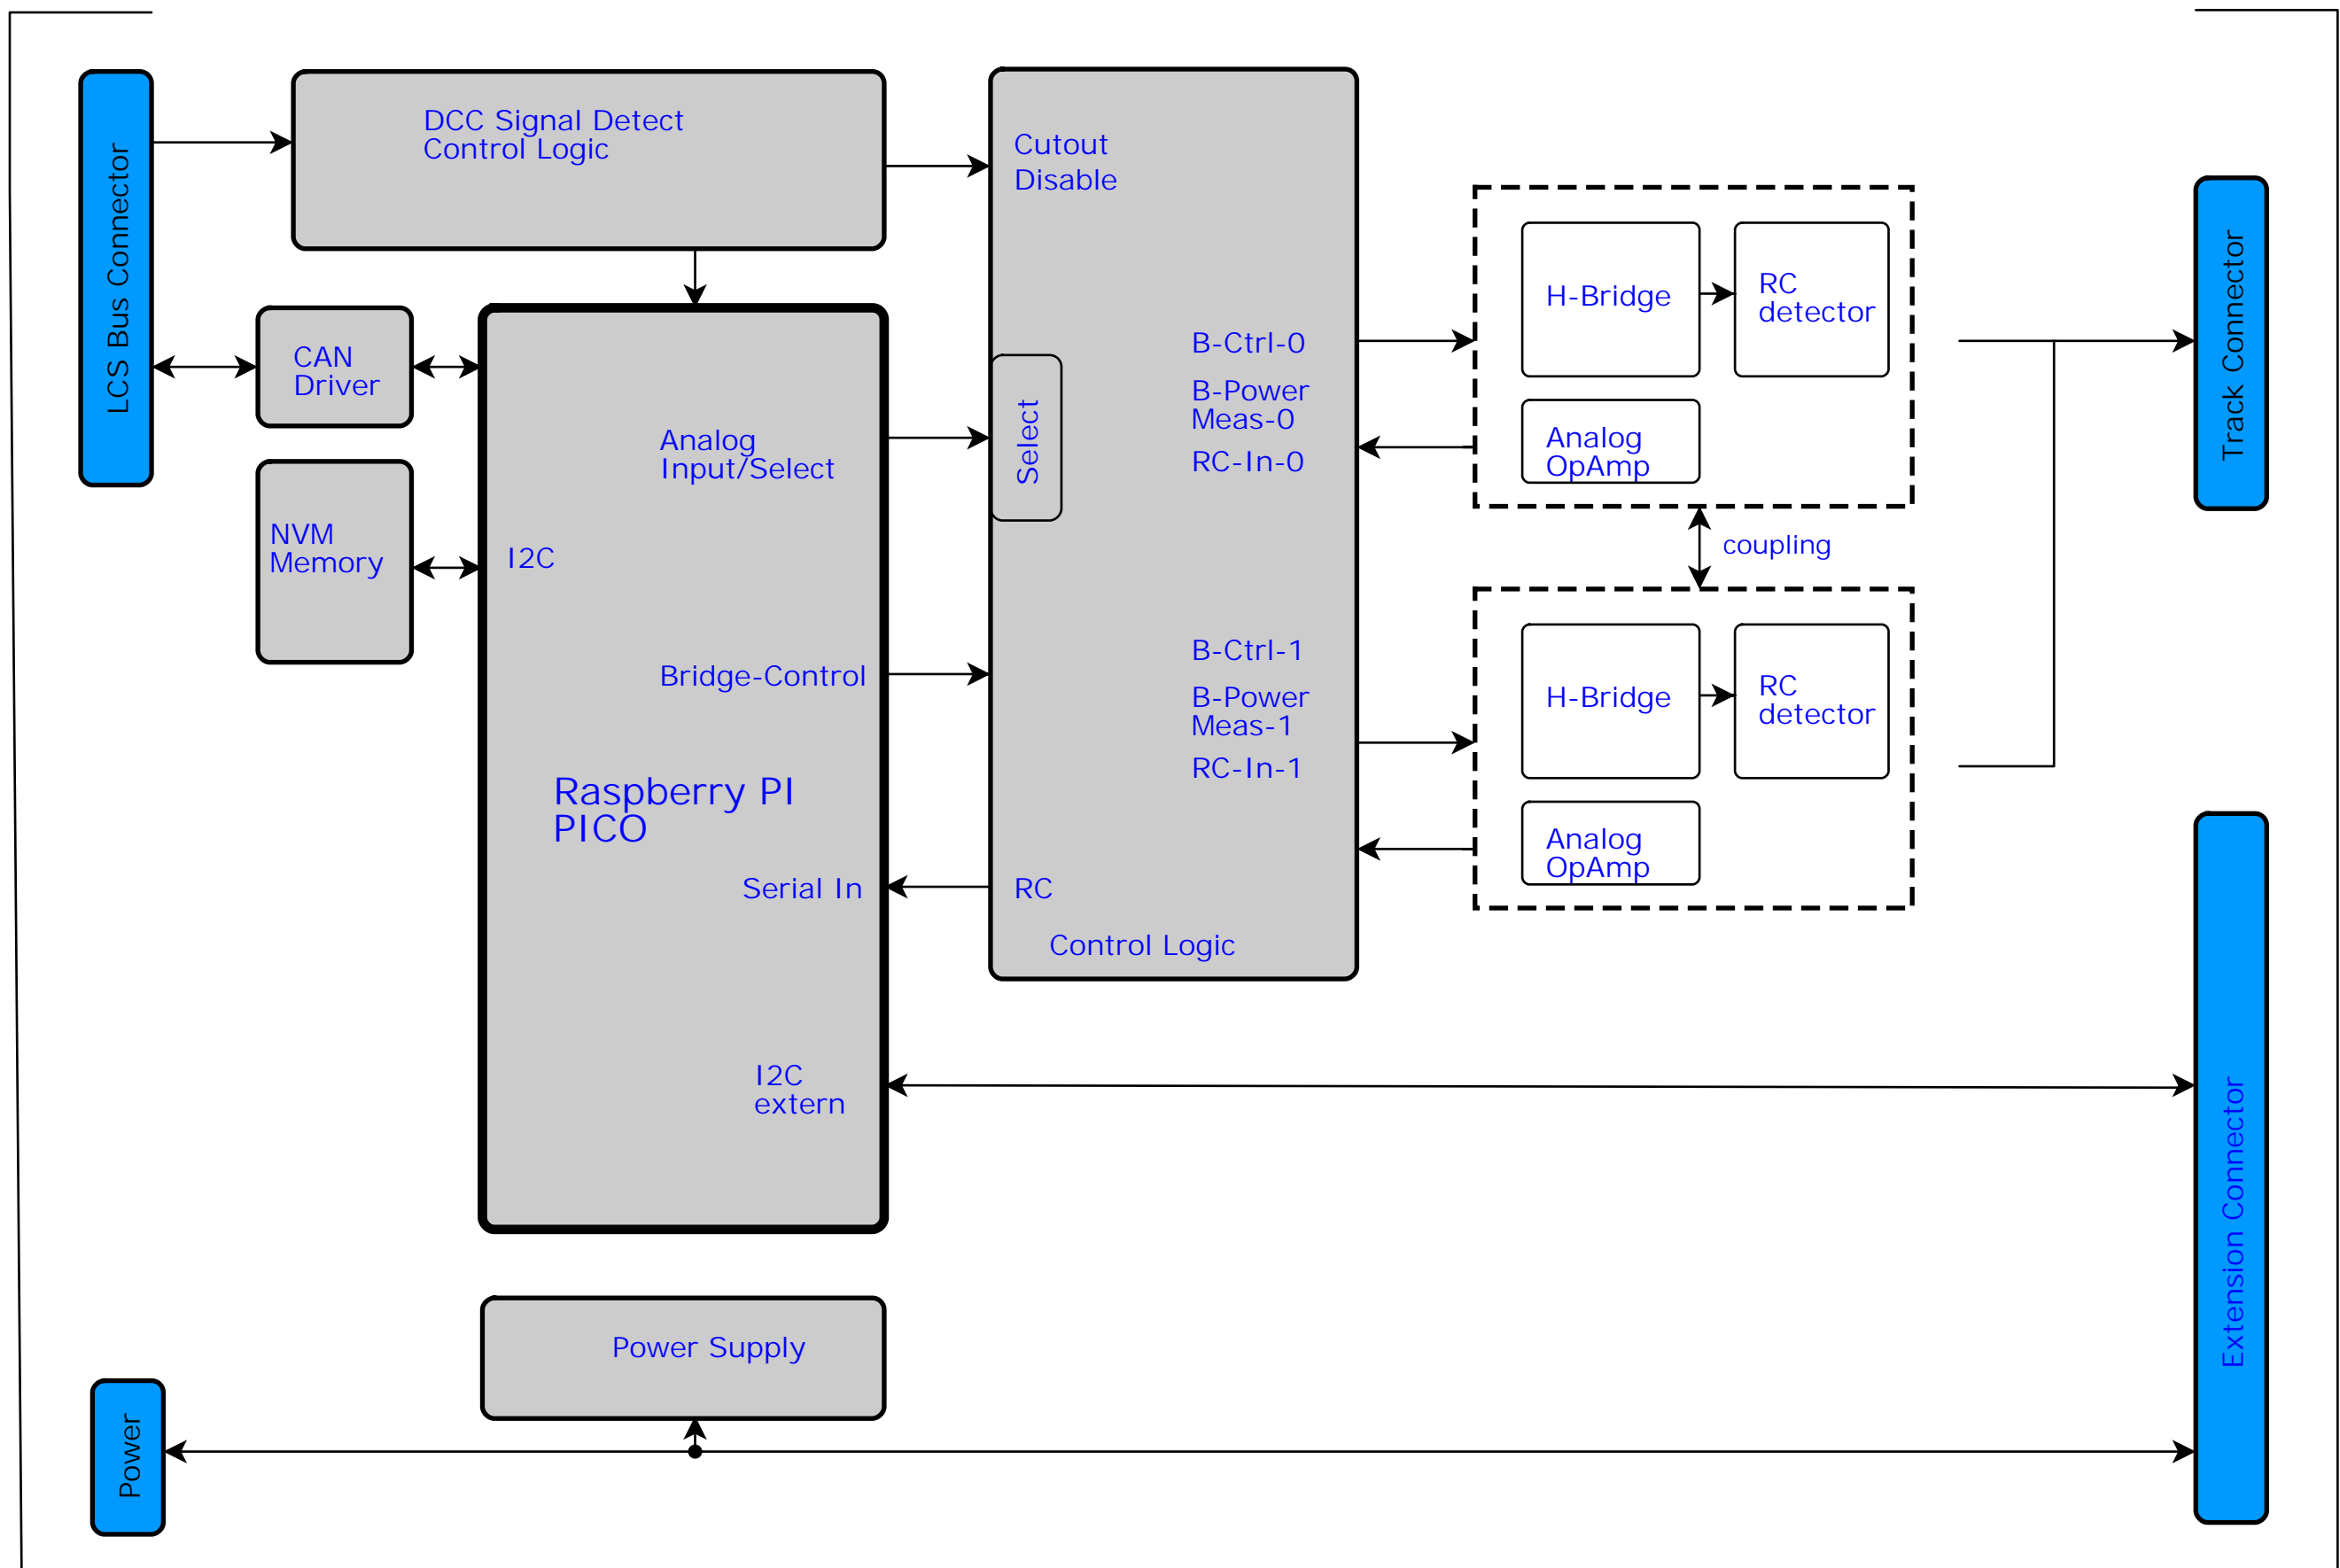 LCS Bus Connector
DCC Signal Detect
Control Logic
CAN
Driver
NVM
Memory
Analog
Input/Select
I2C
Bridge-Control
Raspberry PI
PICO
Serial In
I2C
extern
Cutout
Disable
Select
B-Ctrl-0
B-Power
Meas-0
RC-In-0
B-Ctrl-1
B-Power
Meas-1
RC-In-1
RC
Control Logic
H-Bridge
RC
detector
Analog
OpAmp
coupling
H-Bridge
RC
detector
Analog
OpAmp
Track Connector
Extension Connector
Power Supply
Power